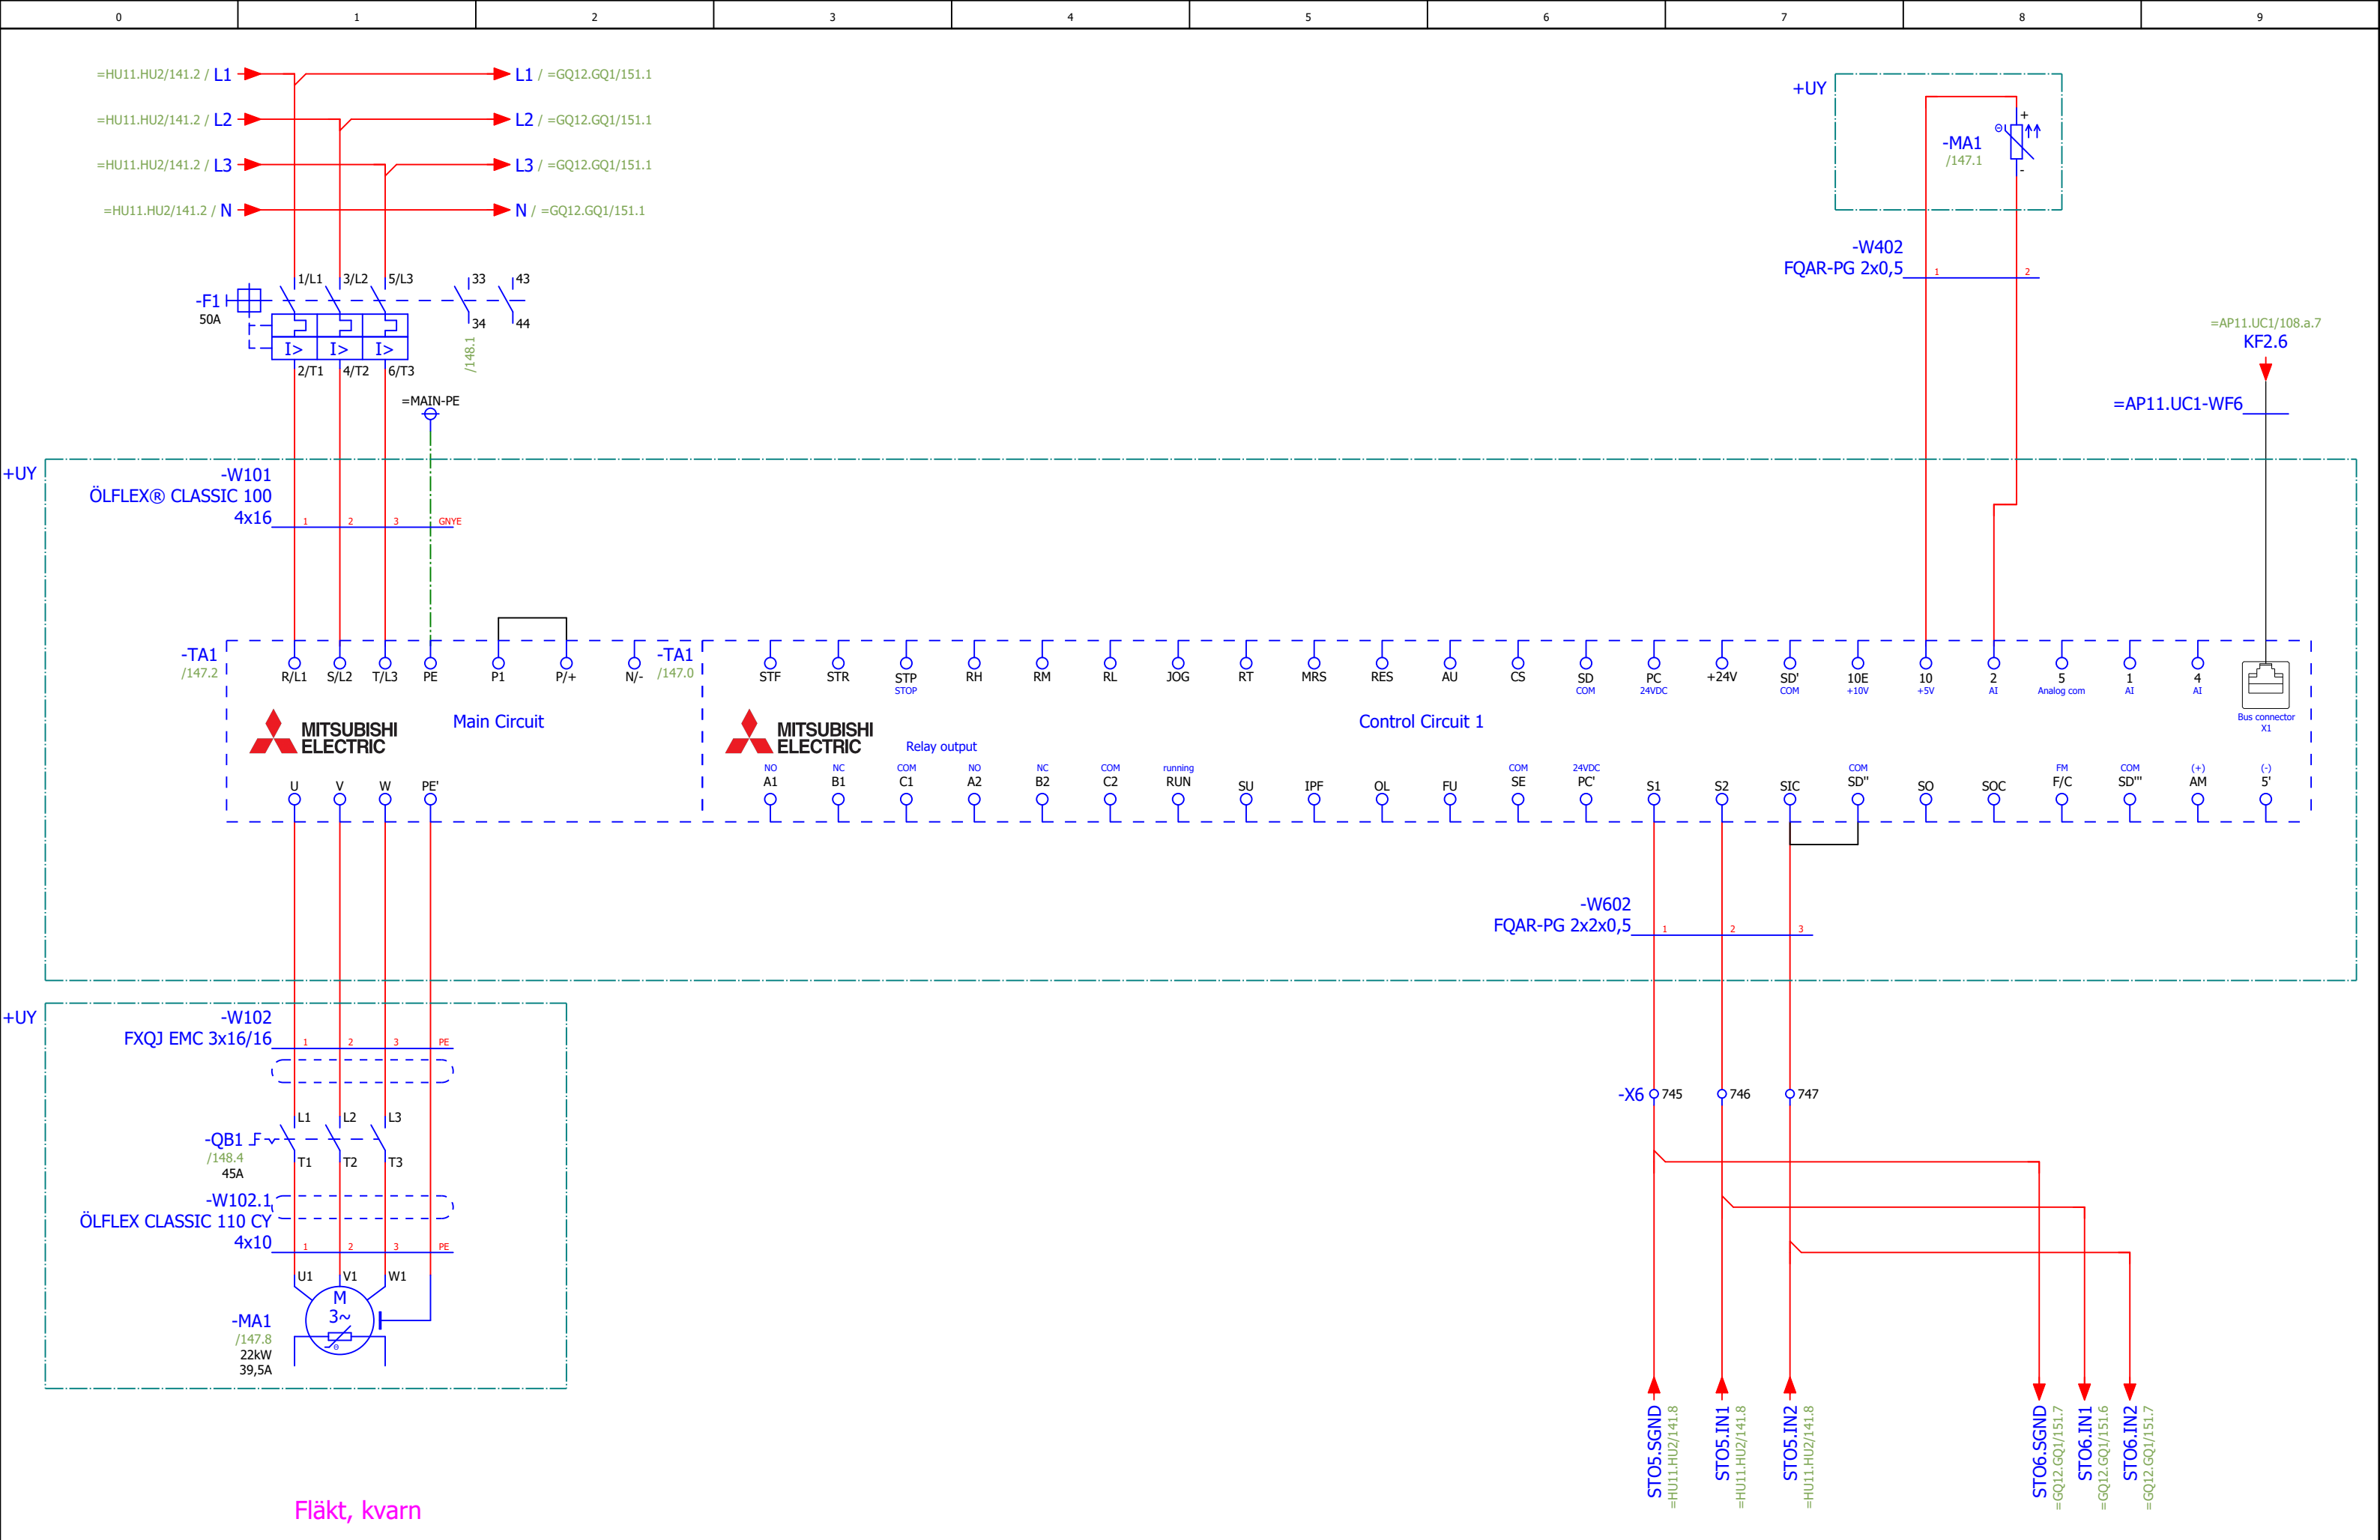 0 1 2 3 4 5 6 7 8 9
=HU11.HU2/141.2 / L1
L1 / =GQ12.GQ1/151.1
=HU11.HU2/141.2 / L2
L2 / =GQ12.GQ1/151.1
=HU11.HU2/141.2 / L3
L3 / =GQ12.GQ1/151.1
=HU11.HU2/141.2 / N
N / =GQ12.GQ1/151.1
+UY
-MA1
/147.1
+
Θ
-
-W402
FQAR-PG 2x0,5
1 2
-F1
50A
1/L1 3/L2 5/L3 33 43
34 44
I> I> I>
2/T1 4/T2 6/T3
/148.1
=MAIN-PE
=AP11.UC1/108.a.7
KF2.6
=AP11.UC1-WF6
+UY
-W101
ÖLFLEX® CLASSIC 100
4x16
1 2 3 GNYE
-TA1
/147.2
R/L1 S/L2 T/L3 PE P1 P/+ N/-
MITSUBISHI
ELECTRIC
Main Circuit
U V W PE'
-TA1
/147.0
STF STR STP RH RM RL JOG RT MRS RES AU CS SD PC +24V SD' 10E 10 2 5 1 4
STOP COM 24VDC COM +10V +5V AI Analog com AI AI
Bus connector
X1
MITSUBISHI
ELECTRIC
Control Circuit 1
Relay output
NO NC COM NO NC COM running COM 24VDC COM FM COM (+) (-)
A1 B1 C1 A2 B2 C2 RUN SU IPF OL FU SE PC' S1 S2 SIC SD'' SO SOC F/C SD''' AM 5'
-W602
FQAR-PG 2x2x0,5
1 2 3
+UY
-W102
FXQJ EMC 3x16/16
1 2 3 PE
L1 L2 L3
-QB1
/148.4
45A
T1 T2 T3
-W102.1
ÖLFLEX CLASSIC 110 CY
4x10
1 2 3 PE
U1 V1 W1
M
3~
Θ
-MA1
/147.8
22kW
39,5A
-X6 745 746 747
STO5.SGND
=HU11.HU2/141.8
STO5.IN1
=HU11.HU2/141.8
STO5.IN2
=HU11.HU2/141.8
STO6.SGND
=GQ12.GQ1/151.7
STO6.IN1
=GQ12.GQ1/151.6
STO6.IN2
=GQ12.GQ1/151.7
Fläkt, kvarn